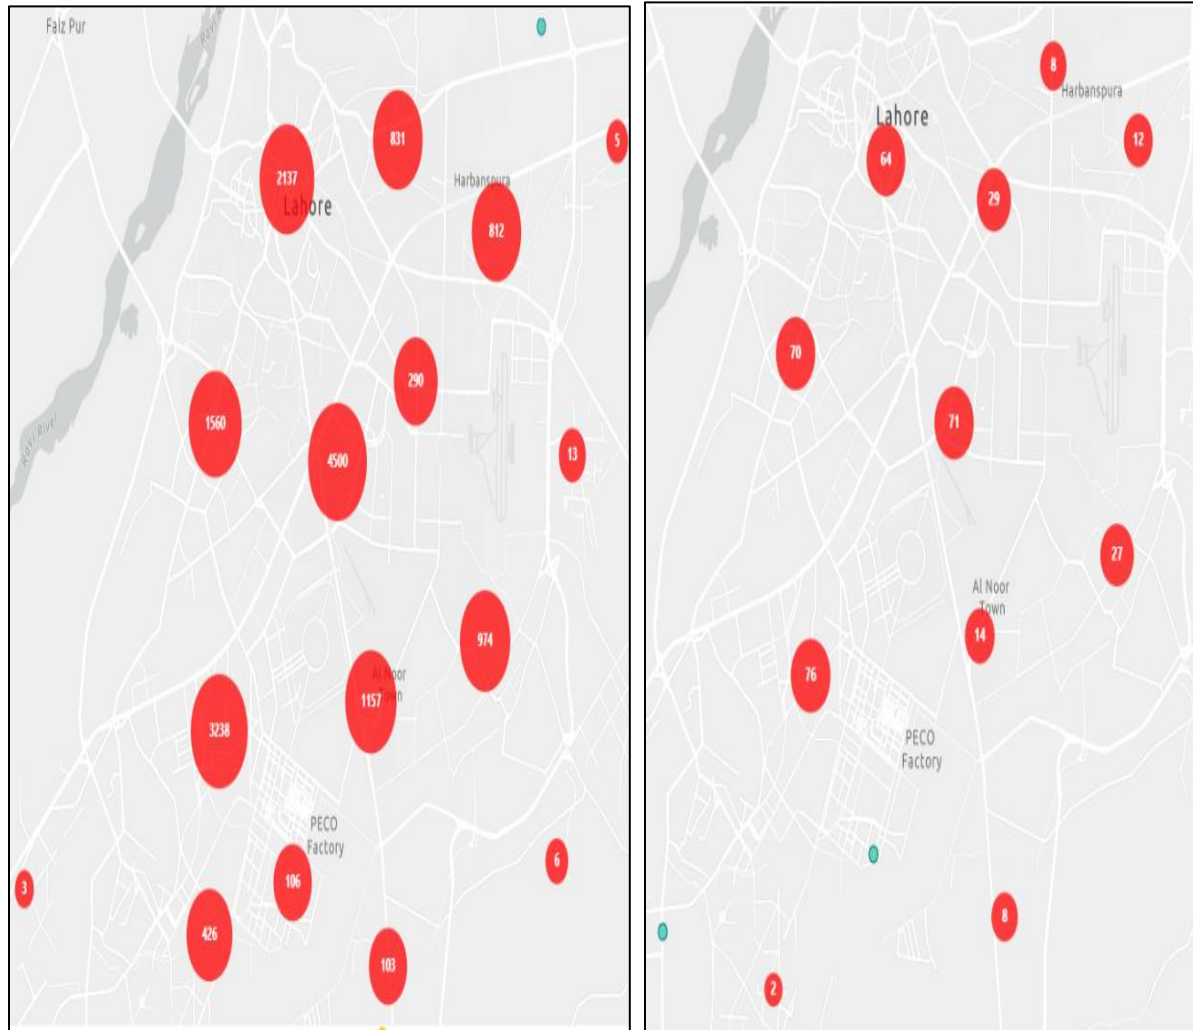 Faiz Pur
Ravi R
831
5
2137
Harbanspura
Lahore
812
290
1560
Ravi River
4500
13
974
Al Noor
Town
1157
3238
PECO
Factory
6
106
3
426
103
8
Harbanspura
Lahore
12
64
29
70
71
27
Al Noor
Town
14
76
PECO
Factory
8
2